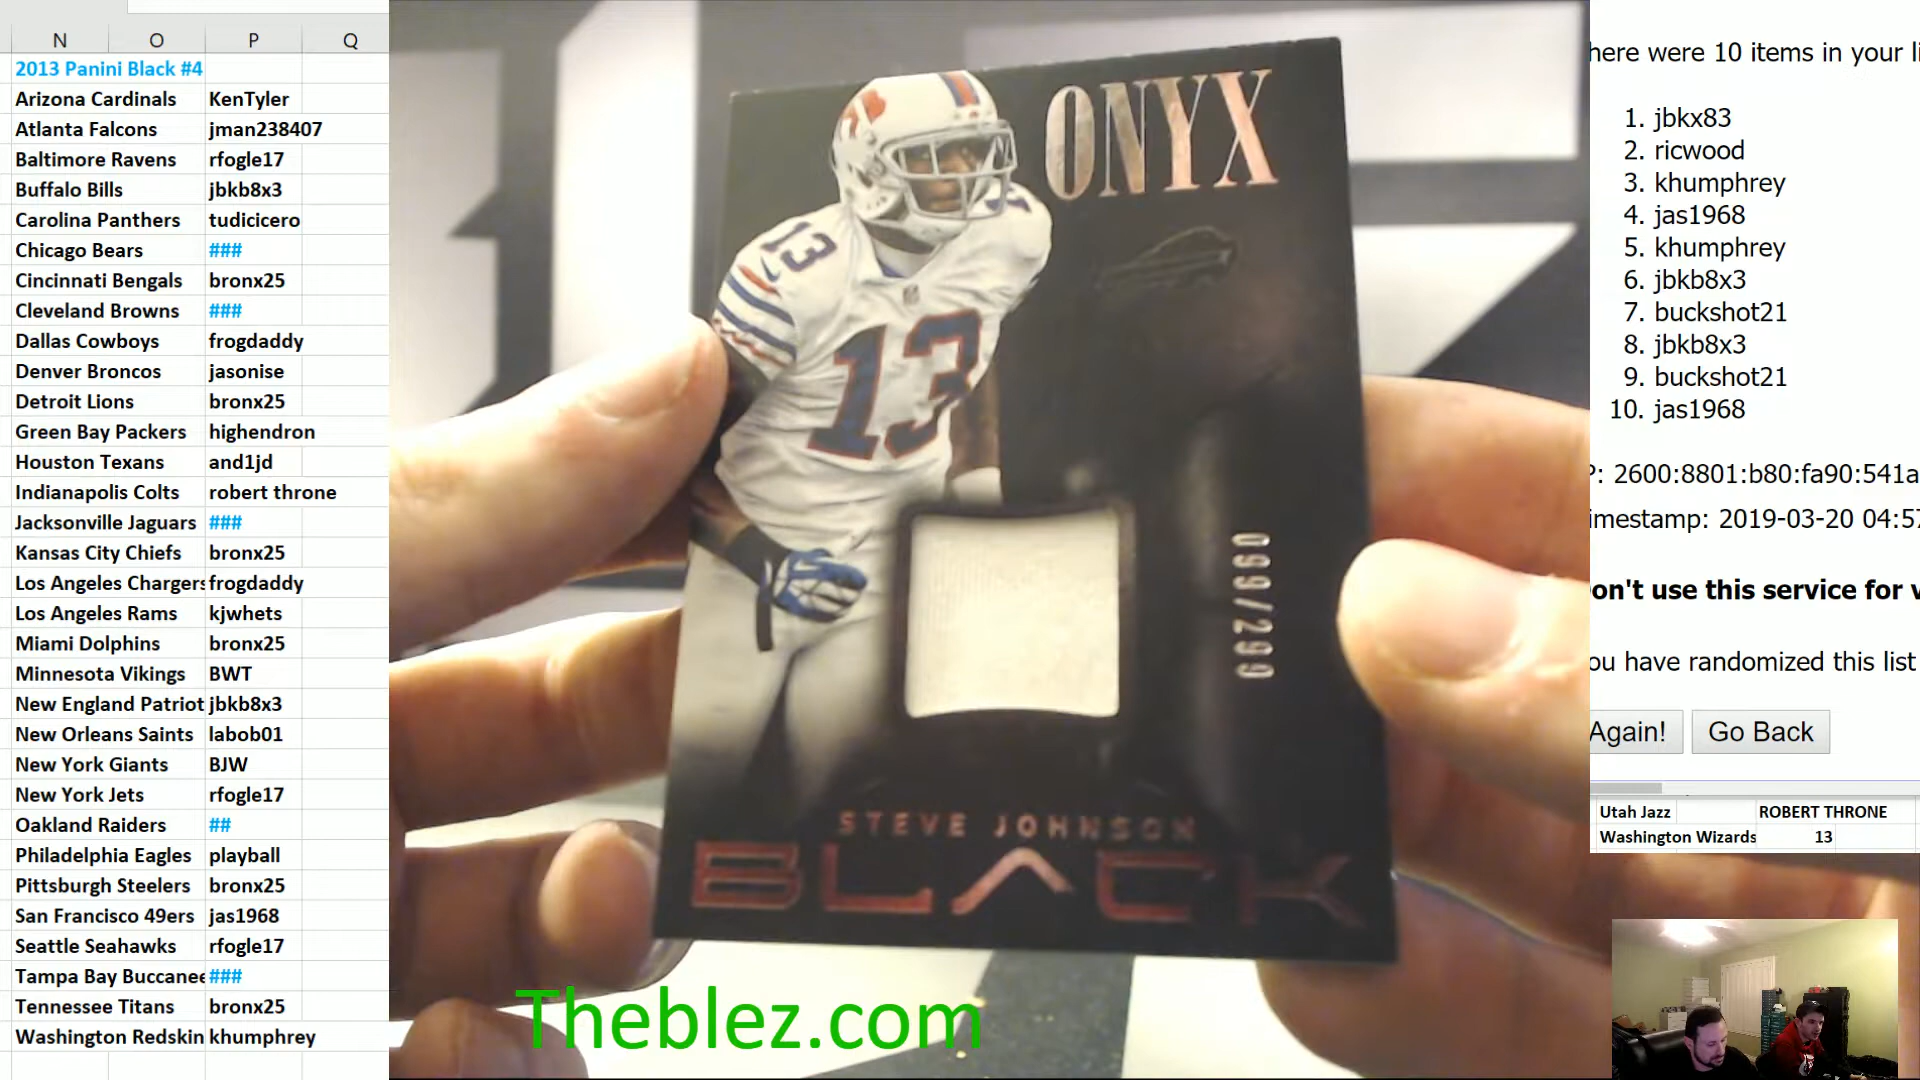 N O P Q
2013 Panini Black #4
Arizona Cardinals KenTyler
Atlanta Falcons jman238407
Baltimore Ravens rfogle17
Buffalo Bills jbkb8x3
Carolina Panthers tudicicero
Chicago Bears ###
Cincinnati Bengals bronx25
Cleveland Browns ###
Dallas Cowboys frogdaddy
Denver Broncos jasonise
Detroit Lions bronx25
Green Bay Packers highendron
Houston Texans and1jd
Indianapolis Colts robert throne
Jacksonville Jaguars ###
Kansas City Chiefs bronx25
Los Angeles Chargers frogdaddy
Los Angeles Rams kjwhets
Miami Dolphins bronx25
Minnesota Vikings BWT
New England Patriot jbkb8x3
New Orleans Saints labob01
New York Giants BJW
New York Jets rfogle17
Oakland Raiders ##
Philadelphia Eagles playball
Pittsburgh Steelers bronx25
San Francisco 49ers jas1968
Seattle Seahawks rfogle17
Tampa Bay Buccanee ###
Tennessee Titans bronx25
Washington Redskin khumphrey
ONYX
13
13
099/299
STEVE JOHNSON
BLACK
Theblez.com
here were 10 items in your li
1. jbkx83
2. ricwood
3. khumphrey
4. jas1968
5. khumphrey
6. jbkb8x3
7. buckshot21
8. jbkb8x3
9. buckshot21
10. jas1968
P: 2600:8801:b80:fa90:541a
imestamp: 2019-03-20 04:57
on't use this service for v
ou have randomized this list
Again! Go Back
Utah Jazz ROBERT THRONE
Washington Wizards 13